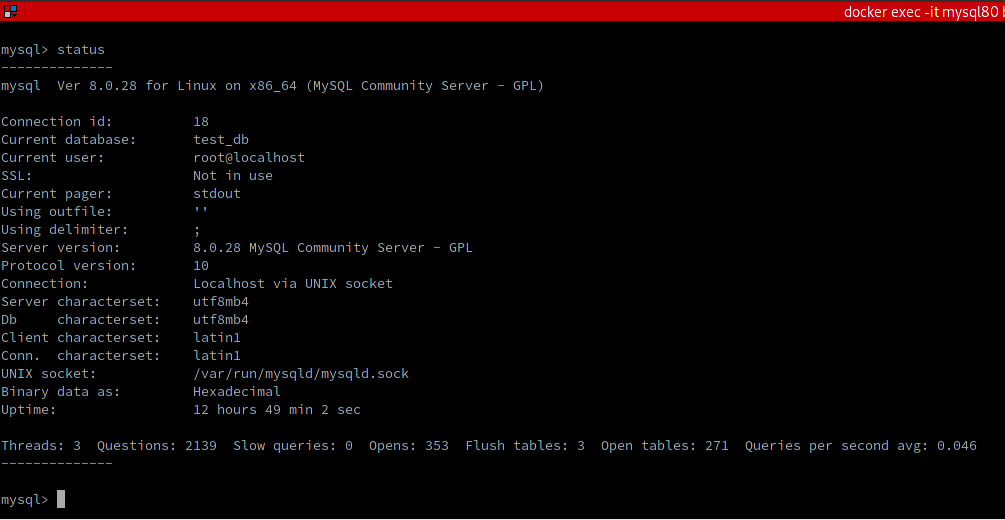 docker exec -it mysql80
mysql> status
--------------
mysql  Ver 8.0.28 for Linux on x86_64 (MySQL Community Server - GPL)
Connection id:          18
Current database:       test_db
Current user:           root@localhost
SSL:                    Not in use
Current pager:          stdout
Using outfile:          ''
Using delimiter:        ;
Server version:         8.0.28 MySQL Community Server - GPL
Protocol version:       10
Connection:             Localhost via UNIX socket
Server characterset:    utf8mb4
Db     characterset:    utf8mb4
Client characterset:    latin1
Conn.  characterset:    latin1
UNIX socket:            /var/run/mysqld/mysqld.sock
Binary data as:         Hexadecimal
Uptime:                 12 hours 49 min 2 sec
Threads: 3  Questions: 2139  Slow queries: 0  Opens: 353  Flush tables: 3  Open tables: 271  Queries per second avg: 0.046
--------------
mysql>